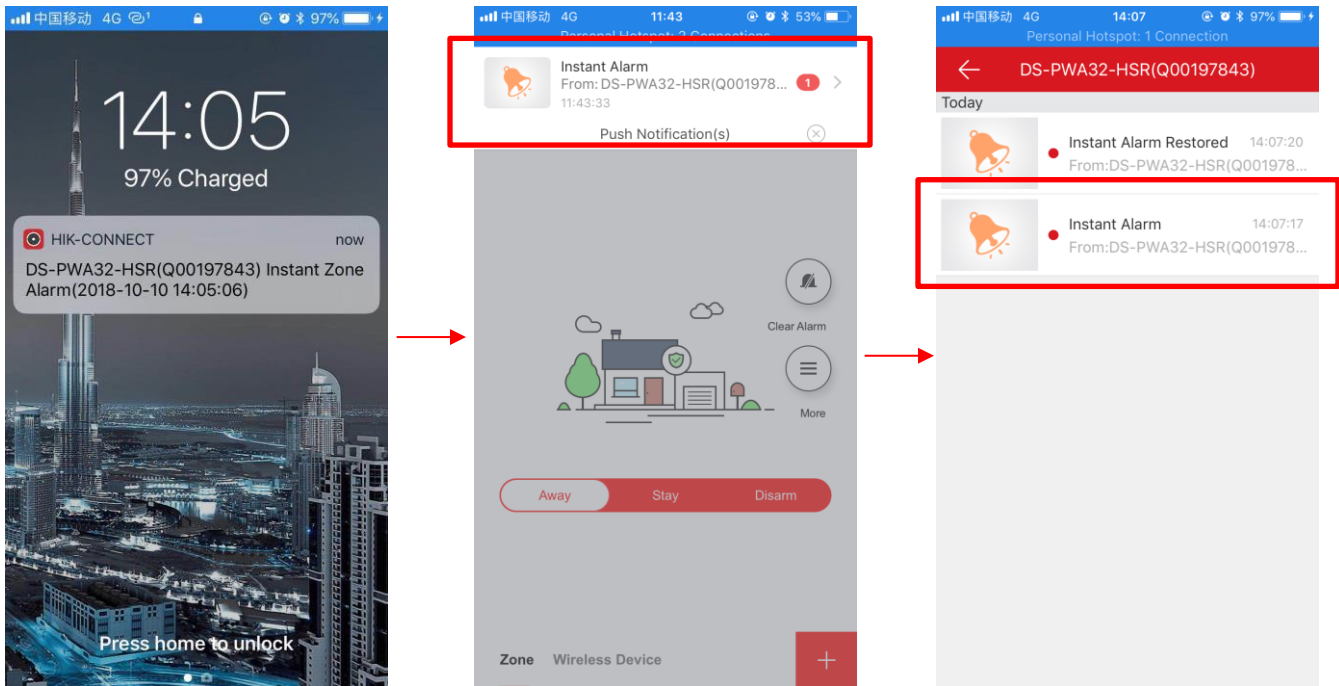 中国移动 4G 97%
14:05
97% Charged
HIK-CONNECT now
DS-PWA32-HSR(Q00197843) Instant Zone
Alarm(2018-10-10 14:05:06)
Press home to unlock
中国移动 4G 11:43 53%
Personal Hotspot: 2 Connections
Instant Alarm
From: DS-PWA32-HSR(Q001978... 1
11:43:33
Push Notification(s)
Clear Alarm
More
Away Stay Disarm
Zone Wireless Device
中国移动 4G 14:07 97%
Personal Hotspot: 1 Connection
DS-PWA32-HSR(Q00197843)
Today
Instant Alarm Restored 14:07:20
From:DS-PWA32-HSR(Q001978...
Instant Alarm 14:07:17
From:DS-PWA32-HSR(Q001978...